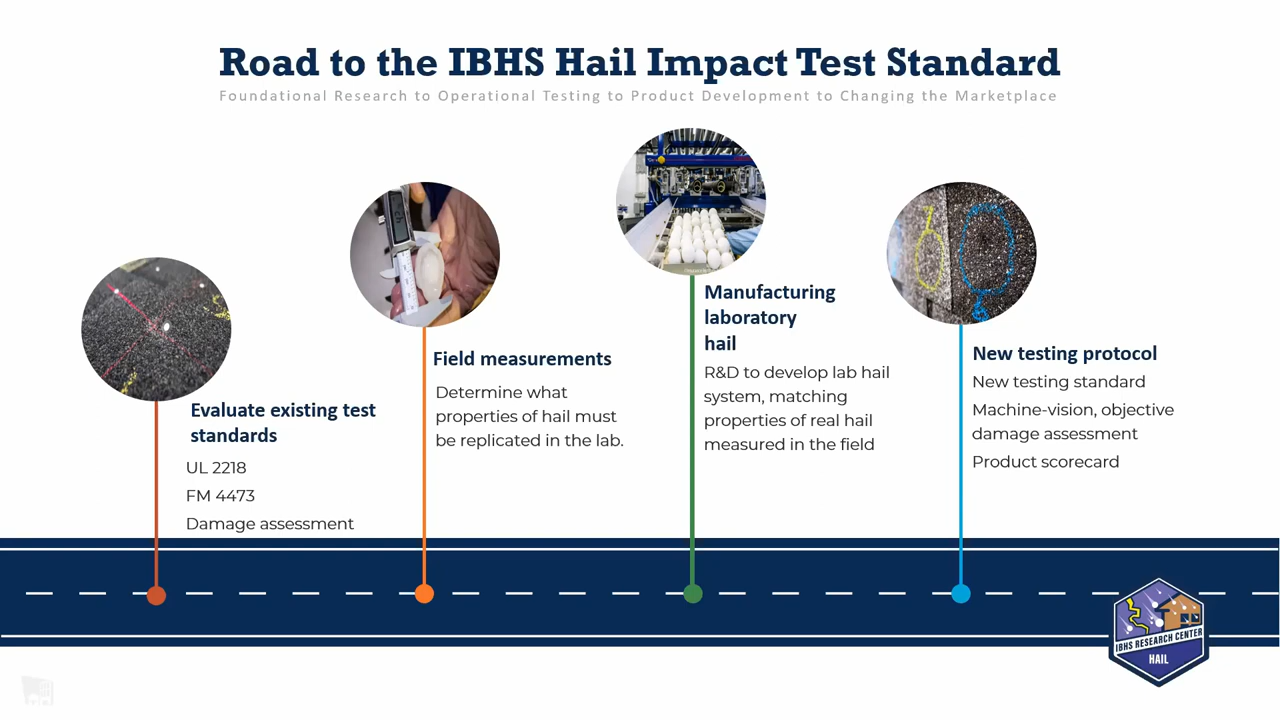 Road to the IBHS Hail Impact Test Standard
Foundational Research to Operational Testing to Product Development to Changing the Marketplace
Evaluate existing test
standards
UL 2218
FM 4473
Damage assessment
Field measurements
Determine what
properties of hail must
be replicated in the lab.
Manufacturing
laboratory
hail
R&D to develop lab hail
system, matching
properties of real hail
measured in the field
New testing protocol
New testing standard
Machine-vision, objective
damage assessment
Product scorecard
IBHS RESEARCH CENTER
HAIL